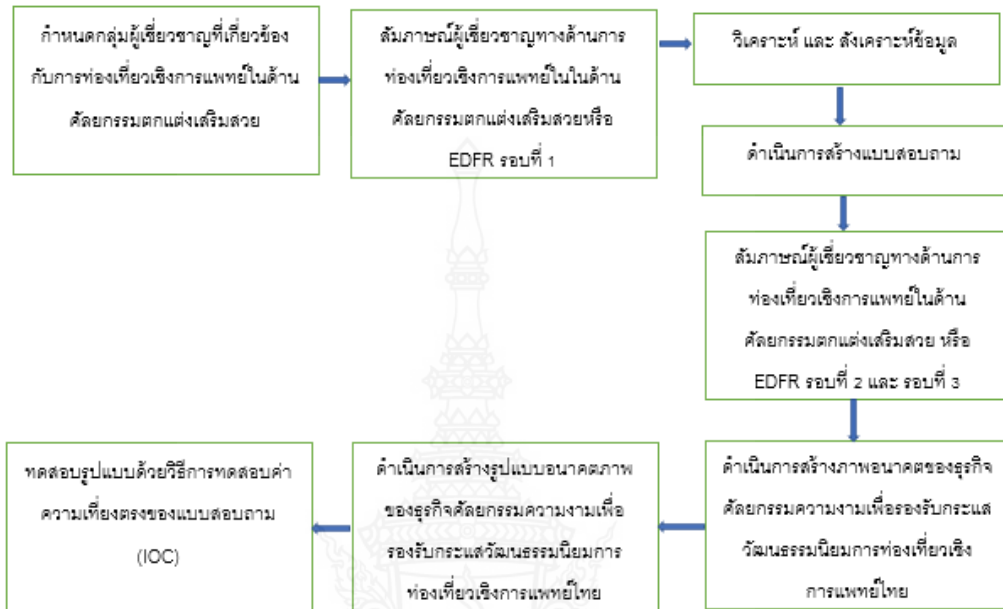 กำหนดกลุ่มผู้เชี่ยวชาญที่เกี่ยวข้อง
กับการท่องเที่ยวเชิงการแพทย์ในด้าน
ศัลยกรรมตกแต่งเสริมสวย
สัมภาษณ์ผู้เชี่ยวชาญทางด้านการ
ท่องเที่ยวเชิงการแพทย์ในในด้าน
ศัลยกรรมตกแต่งเสริมสวยหรือ
EDFR รอบที่ 1
วิเคราะห์ และ สังเคราะห์ข้อมูล
ดำเนินการสร้างแบบสอบถาม
สัมภาษณ์ผู้เชี่ยวชาญทางด้านการ
ท่องเที่ยวเชิงการแพทย์ในด้าน
ศัลยกรรมตกแต่งเสริมสวย หรือ
EDFR รอบที่ 2 และ รอบที่ 3
ดำเนินการสร้างภาพอนาคตของธุรกิจ
ศัลยกรรมความงามเพื่อรองรับกระแส
วัฒนธรรมนิยมการท่องเที่ยวเชิง
การแพทย์ไทย
ดำเนินการสร้างรูปแบบอนาคตภาพ
ของธุรกิจศัลยกรรมความงามเพื่อ
รองรับกระแสวัฒนธรรมนิยมการ
ท่องเที่ยวเชิงการแพทย์ไทย
ทดสอบรูปแบบด้วยวิธีการทดสอบค่า
ความเที่ยงตรงของแบบสอบถาม
(IOC)